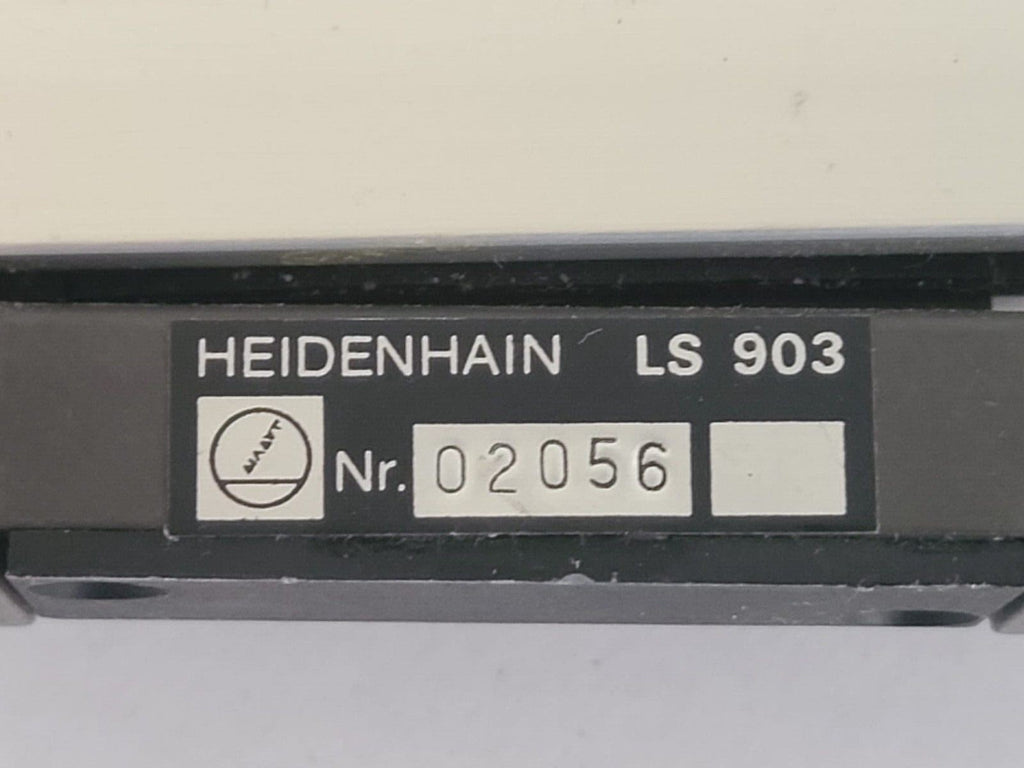 HEIDENHAIN LS 903
Nr. 02056